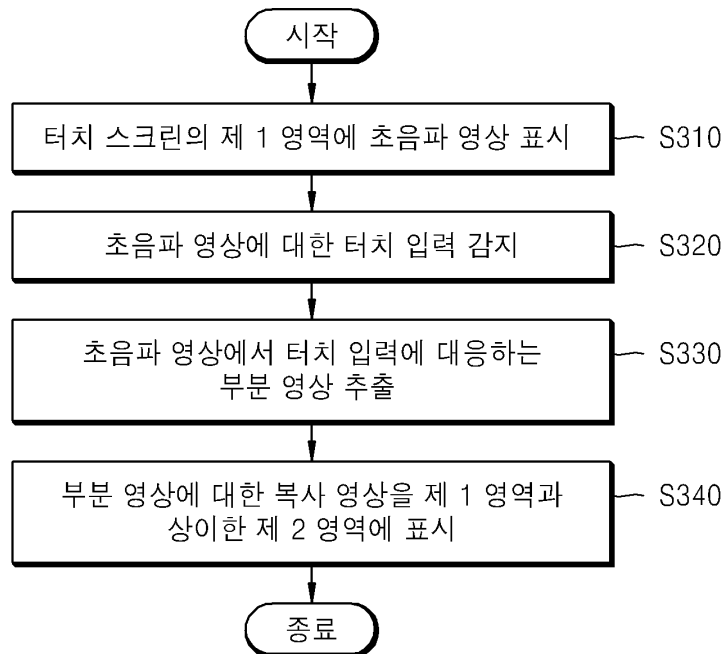 시작
터치 스크린의 제 1 영역에 초음파 영상 표시
S310
초음파 영상에 대한 터치 입력 감지
S320
초음파 영상에서 터치 입력에 대응하는
부분 영상 추출
S330
부분 영상에 대한 복사 영상을 제 1 영역과
상이한 제 2 영역에 표시
S340
종료